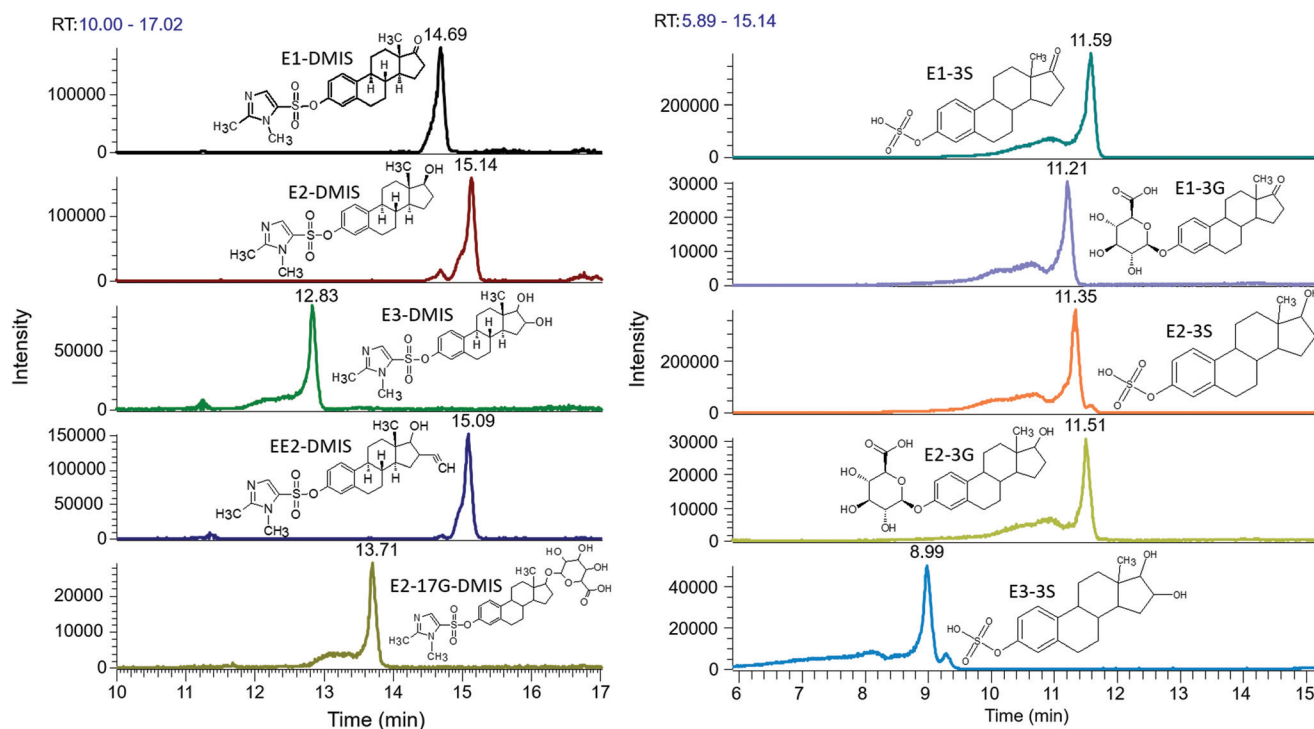 RT:10.00 - 17.02
14.69
E1-DMIS
H3C
O
H
H
H
N
N
H3C
CH3
S
O
O
O
100000
0
15.14
E2-DMIS
H3C
OH
H
H
H
N
N
H3C
CH3
S
O
O
O
100000
0
12.83
E3-DMIS
H3C
OH
OH
H
H
H
N
N
H3C
CH3
S
O
O
O
50000
0
15.09
EE2-DMIS
H3C
OH
CH
H
H
H
N
N
H3C
CH3
S
O
O
O
150000
100000
50000
0
13.71
E2-17G-DMIS
H3C
O
OH
OH
OH
O
O
OH
N
N
H3C
CH3
S
O
O
O
20000
10000
0
10 11 12 13 14 15 16 17
Time (min)
Intensity
RT:5.89 - 15.14
11.59
E1-3S
CH3
O
HO
S
O
O
O
200000
0
11.21
E1-3G
CH3
O
O
OH
HO
HO
OH
O
O
30000
20000
10000
0
11.35
E2-3S
CH3
OH
HO
S
O
O
O
200000
0
11.51
E2-3G
CH3
OH
O
OH
HO
HO
OH
O
O
30000
20000
10000
0
8.99
E3-3S
CH3
OH
OH
HO
S
O
O
O
40000
20000
0
6 7 8 9 10 11 12 13 14 15
Time (min)
Intensity